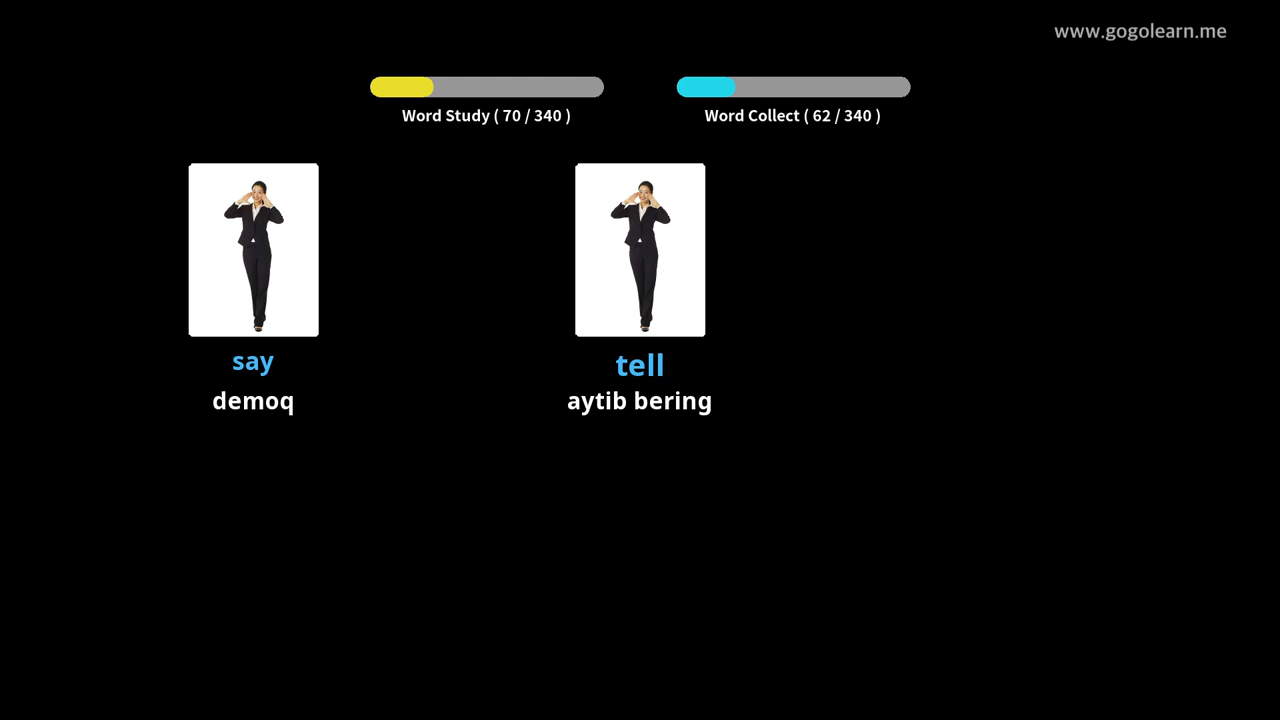 www.gogolearn.me
Word Study ( 70 / 340 )
Word Collect ( 62 / 340 )
say
demoq
tell
aytib bering